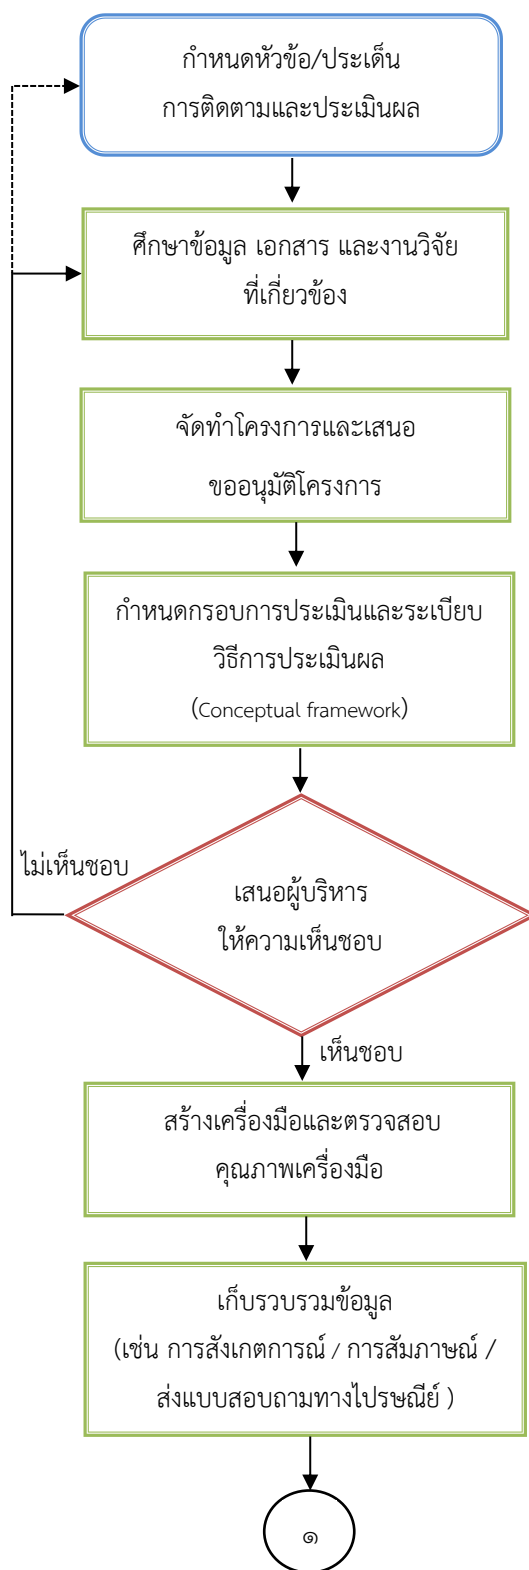 กำหนดหัวข้อ/ประเด็น
การติดตามและประเมินผล
ศึกษาข้อมูล เอกสาร และงานวิจัย
ที่เกี่ยวข้อง
จัดทำโครงการและเสนอ
ขออนุมัติโครงการ
กำหนดกรอบการประเมินและระเบียบ
วิธีการประเมินผล
(Conceptual framework)
ไม่เห็นชอบ
เสนอผู้บริหาร
ให้ความเห็นชอบ
เห็นชอบ
สร้างเครื่องมือและตรวจสอบ
คุณภาพเครื่องมือ
เก็บรวบรวมข้อมูล
(เช่น การสังเกตการณ์ / การสัมภาษณ์ /
ส่งแบบสอบถามทางไปรษณีย์ )
๑